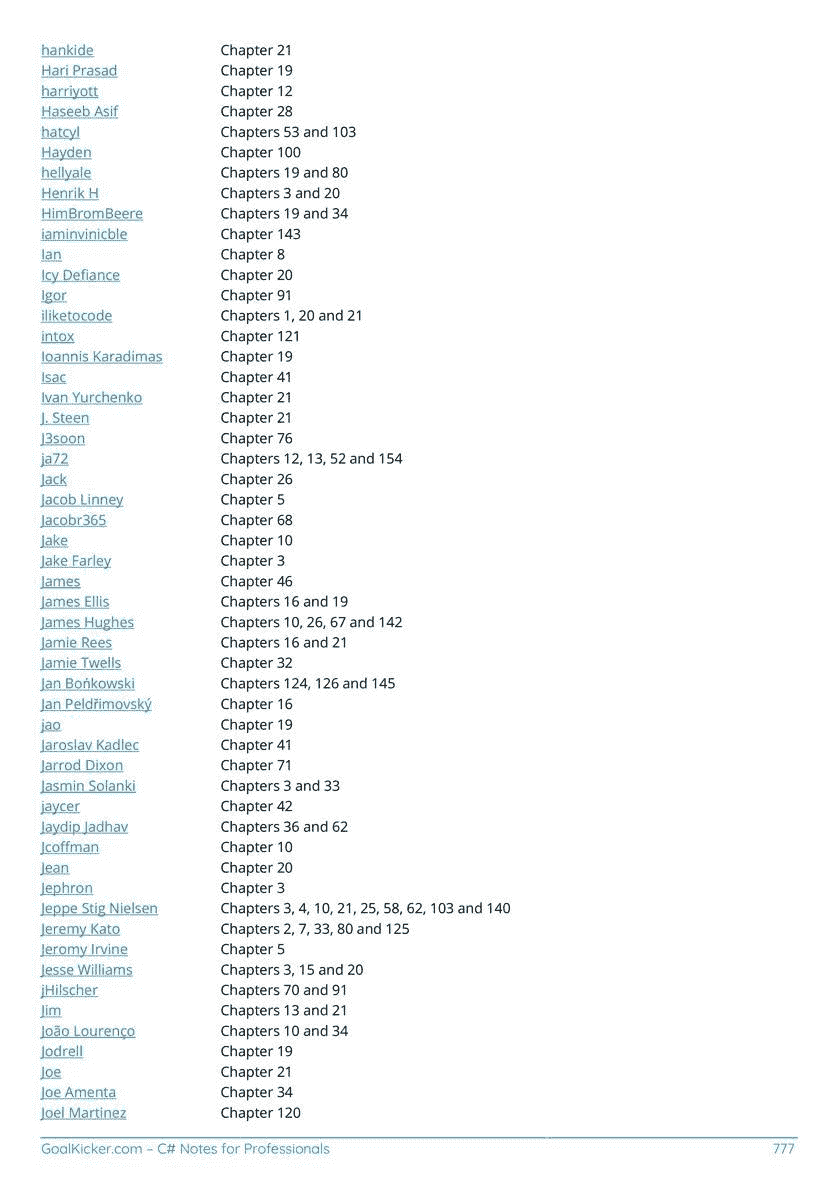 hankide Chapter 21
Hari Prasad Chapter 19
harriyott Chapter 12
Haseeb Asif Chapter 28
hatcyl Chapters 53 and 103
Hayden Chapter 100
hellyale Chapters 19 and 80
Henrik H Chapters 3 and 20
HimBromBeere Chapters 19 and 34
iaminvinicble Chapter 143
Ian Chapter 8
Icy Defiance Chapter 20
Igor Chapter 91
iliketocode Chapters 1, 20 and 21
intox Chapter 121
Ioannis Karadimas Chapter 19
Isac Chapter 41
Ivan Yurchenko Chapter 21
J. Steen Chapter 21
J3soon Chapter 76
ja72 Chapters 12, 13, 52 and 154
Jack Chapter 26
Jacob Linney Chapter 5
Jacobr365 Chapter 68
Jake Chapter 10
Jake Farley Chapter 3
James Chapter 46
James Ellis Chapters 16 and 19
James Hughes Chapters 10, 26, 67 and 142
Jamie Rees Chapters 16 and 21
Jamie Twells Chapter 32
Jan Bońkowski Chapters 124, 126 and 145
Jan Peldřimovský Chapter 16
jao Chapter 19
Jaroslav Kadlec Chapter 41
Jarrod Dixon Chapter 71
Jasmin Solanki Chapters 3 and 33
jaycer Chapter 42
Jaydip Jadhav Chapters 36 and 62
Jcoffman Chapter 10
Jean Chapter 20
Jephron Chapter 3
Jeppe Stig Nielsen Chapters 3, 4, 10, 21, 25, 58, 62, 103 and 140
Jeremy Kato Chapters 2, 7, 33, 80 and 125
Jeromy Irvine Chapter 5
Jesse Williams Chapters 3, 15 and 20
jHilscher Chapters 70 and 91
Jim Chapters 13 and 21
João Lourenço Chapters 10 and 34
Jodrell Chapter 19
Joe Chapter 21
Joe Amenta Chapter 34
Joel Martinez Chapter 120
GoalKicker.com – C# Notes for Professionals 777